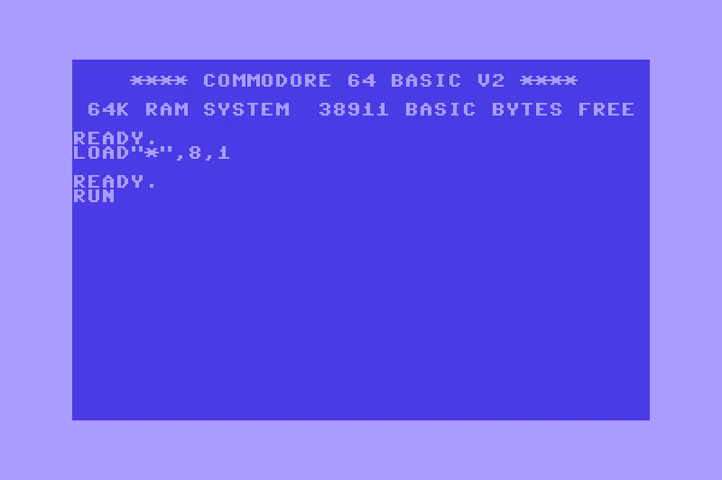 **** COMMODORE 64 BASIC V2 ****
64K RAM SYSTEM  38911 BASIC BYTES FREE
READY.
LOAD"*",8,1
READY.
RUN